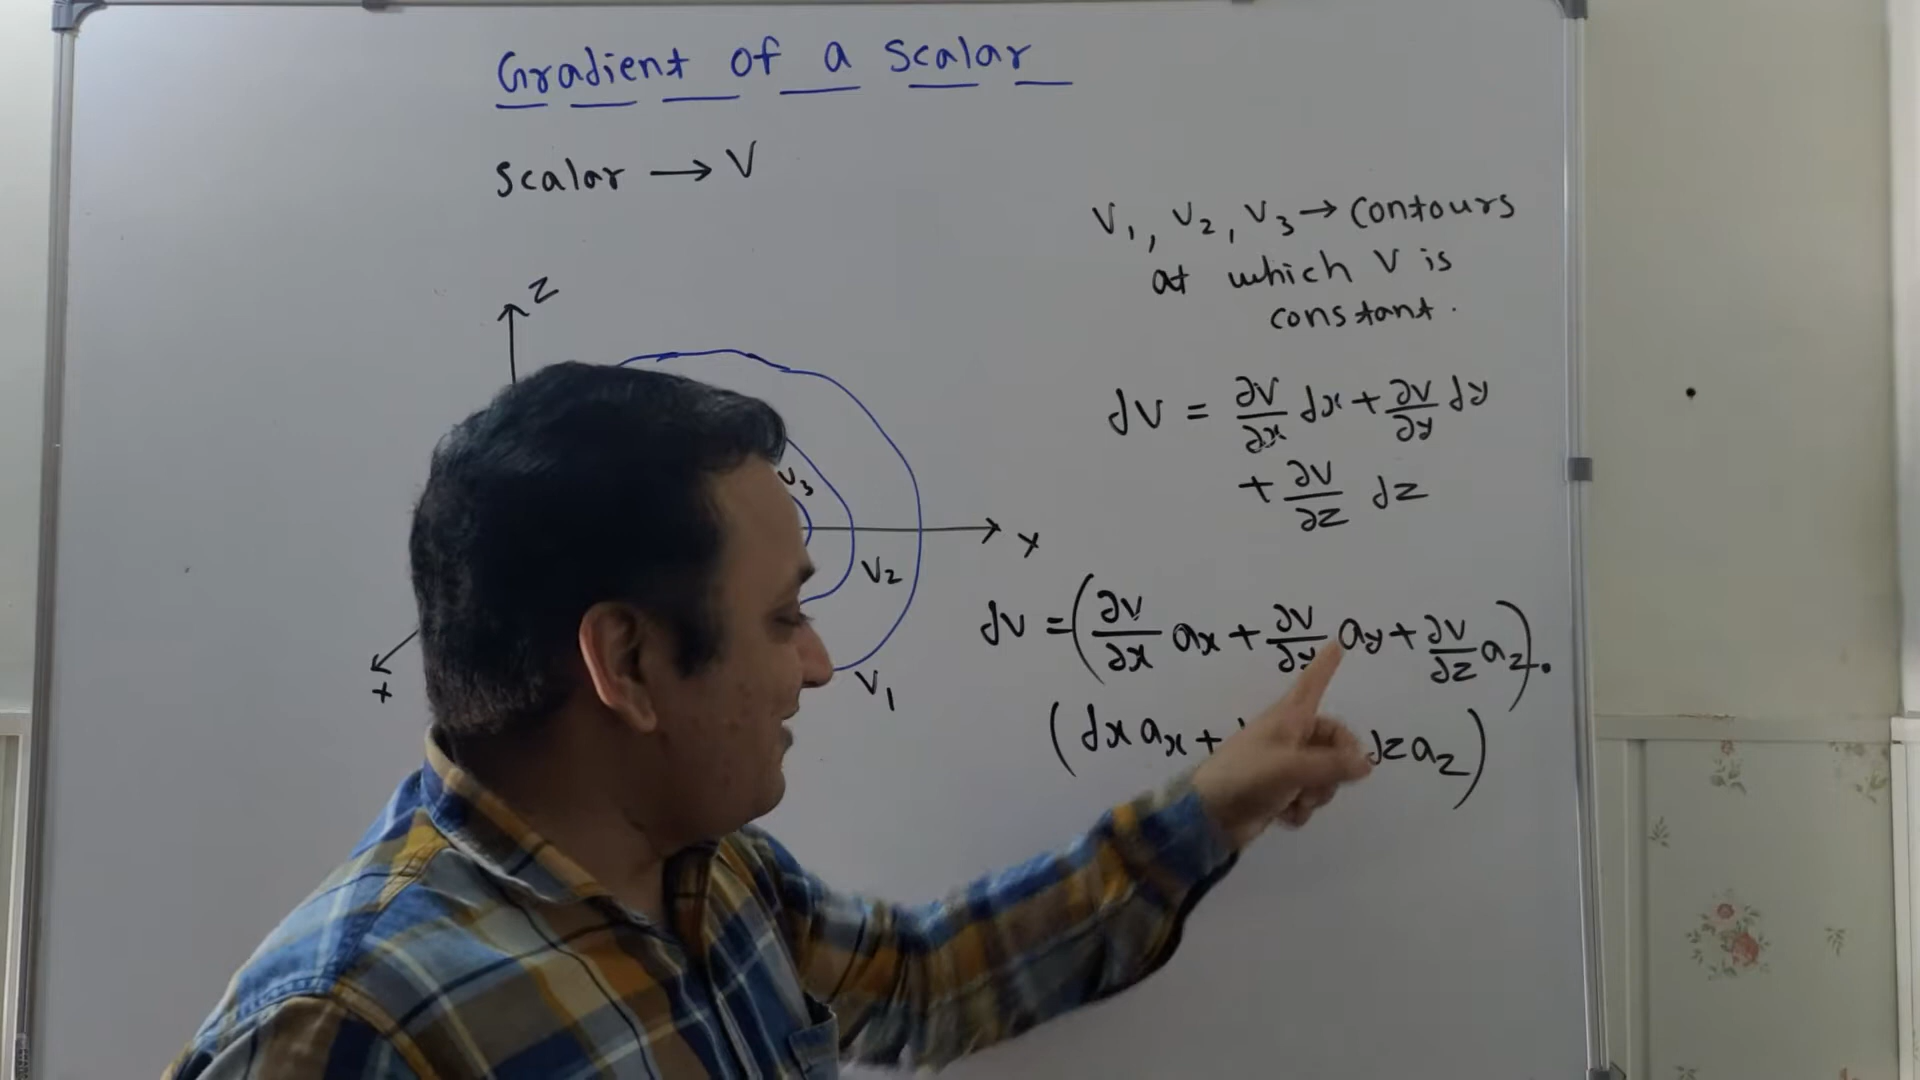 Gradient of a Scalar
Scalar → V
V₁, V₂, V₃ → Contours
at which V is
constant.
Z
dV = ∂V/∂x dx + ∂V/∂y dy
+ ∂V/∂z dz
V₃
Y
V₂
dV = (∂V/∂x ax + ∂V/∂y ay + ∂V/∂z az).
X
V₁
(dx ax + dz az)